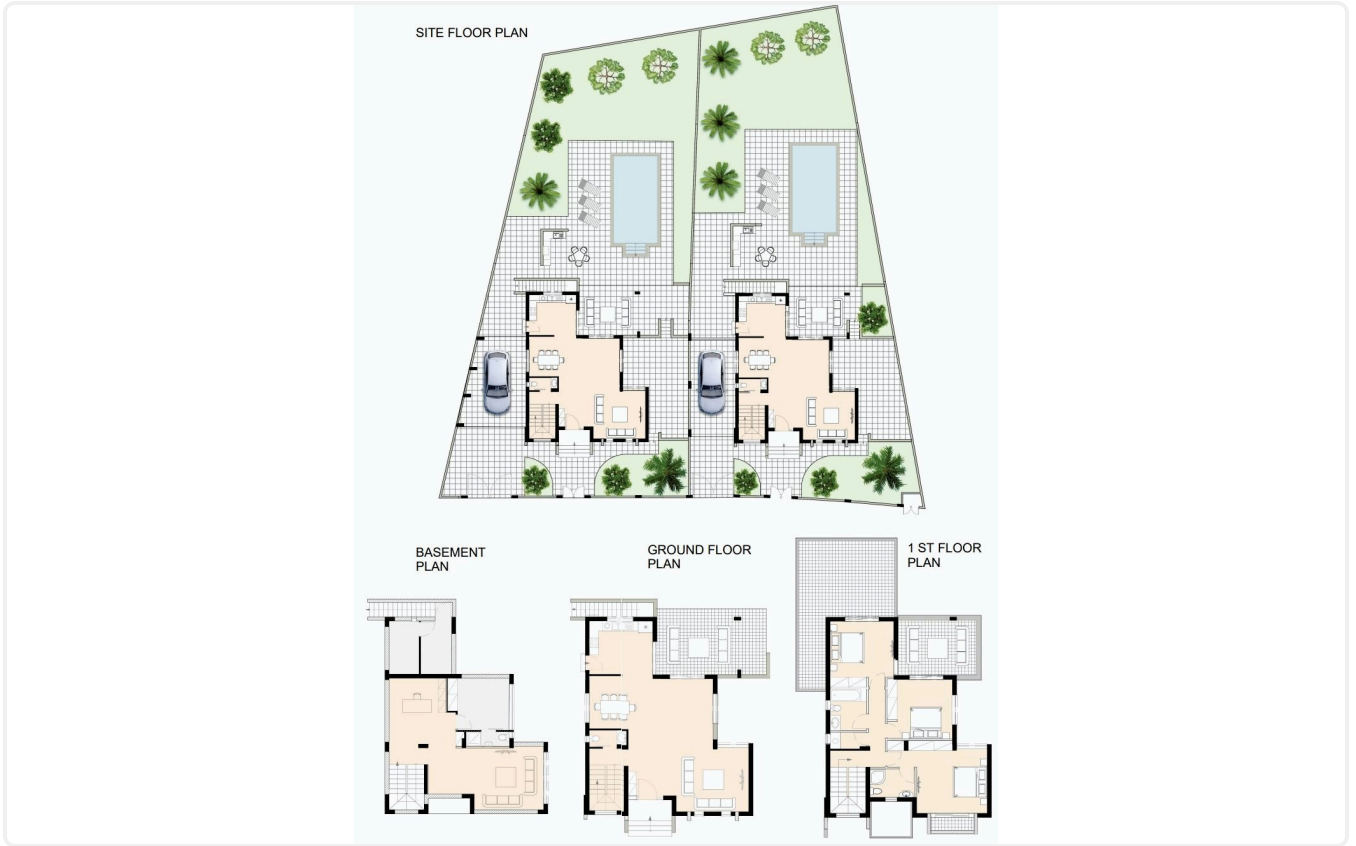 SITE FLOOR PLAN
BASEMENT
PLAN
GROUND FLOOR
PLAN
1 ST FLOOR
PLAN